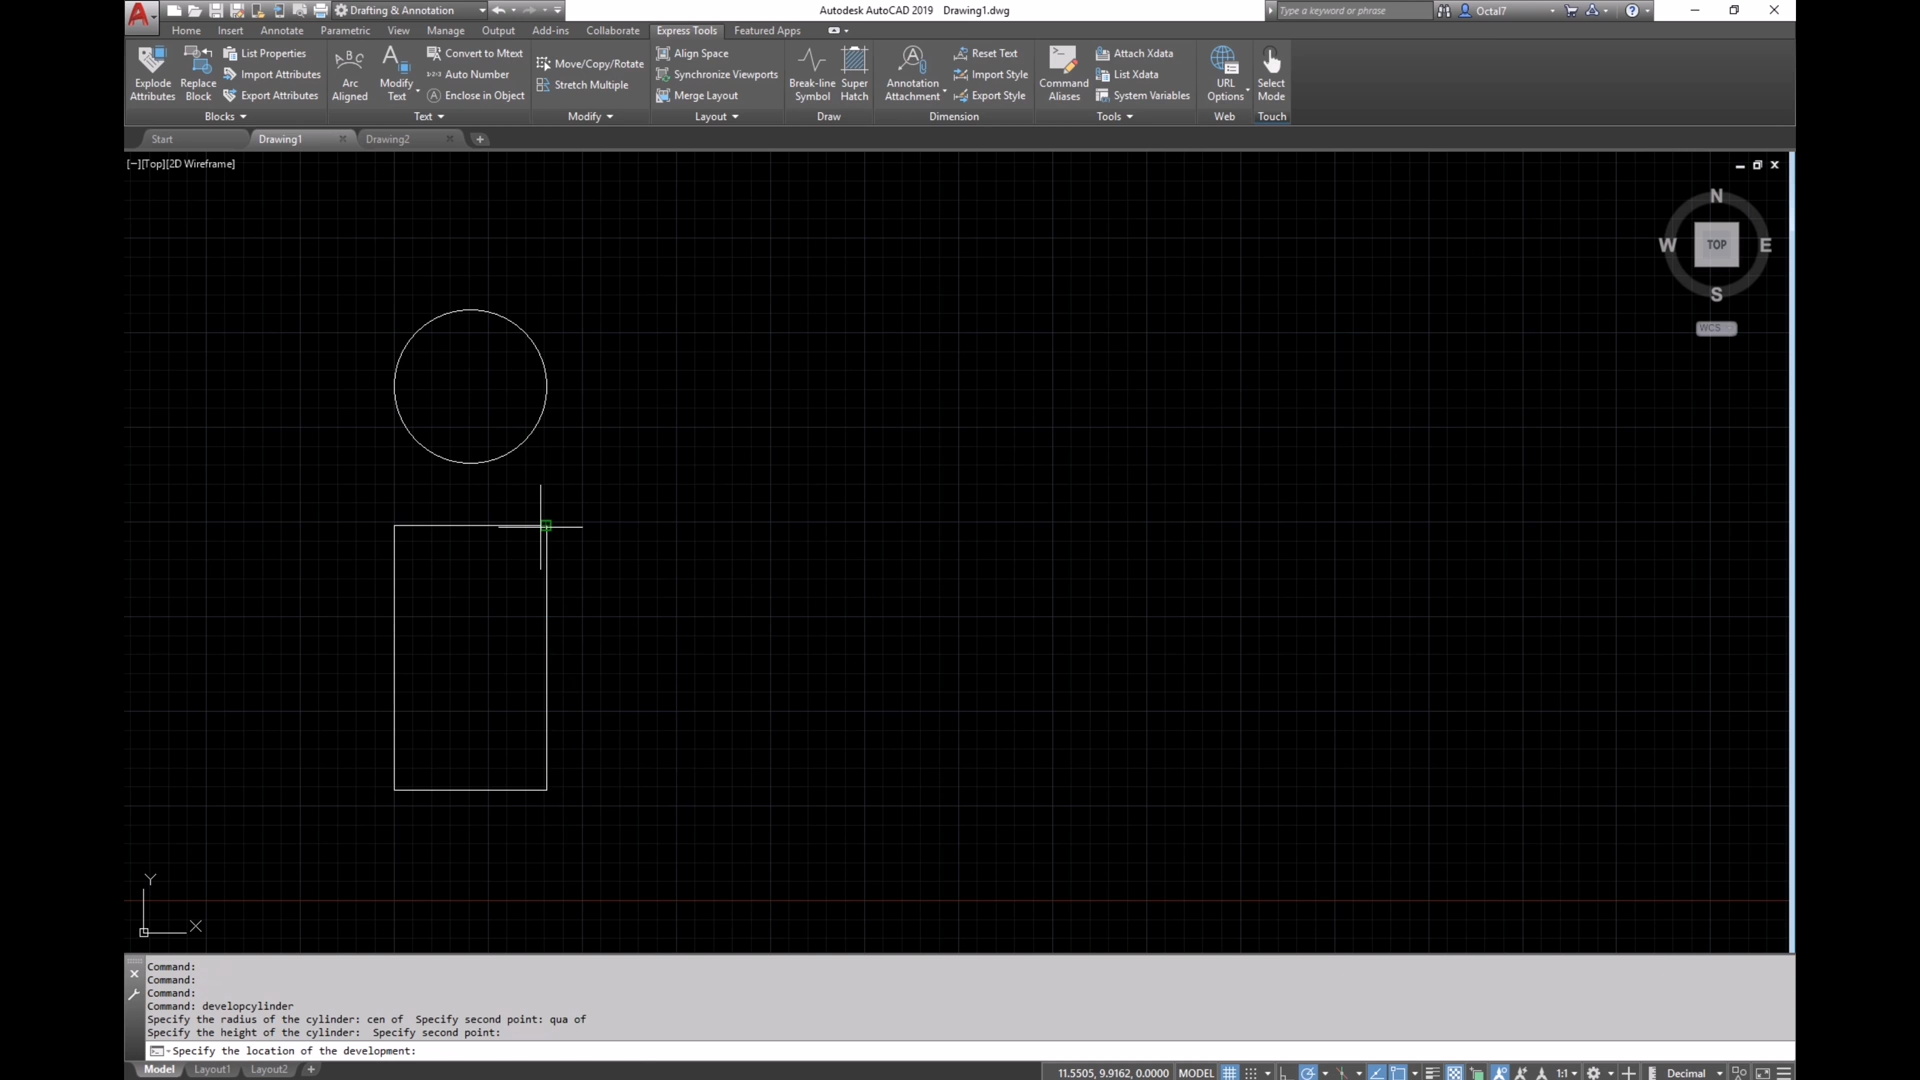 Drafting & Annotation
Autodesk AutoCAD 2019 Drawing1.dwg
Type a keyword or phrase
Octal7
Home Insert Annotate Parametric View Manage Output Add-ins Collaborate Express Tools Featured Apps
Explode Attributes
Replace Block
List Properties
Import Attributes
Export Attributes
Blocks
Arc Aligned
Modify Text
Convert to Mtext
Auto Number
Enclose in Object
Text
Move/Copy/Rotate
Stretch Multiple
Modify
Align Space
Synchronize Viewports
Merge Layout
Layout
Break-line Symbol
Super Hatch
Draw
Annotation Attachment
Reset Text
Import Style
Export Style
Dimension
Command Aliases
Attach Xdata
List Xdata
System Variables
Tools
URL Options
Web
Select Mode
Touch
Start Drawing1 Drawing2
[−][Top][2D Wireframe]
N
W TOP E
S
WCS
Y
X
Command:
Command:
Command:
Command: developcylinder
Specify the radius of the cylinder: cen of Specify second point: qua of
Specify the height of the cylinder: Specify second point:
Specify the location of the development:
Model Layout1 Layout2
11.5505, 9.9162, 0.0000 MODEL 1:1 Decimal